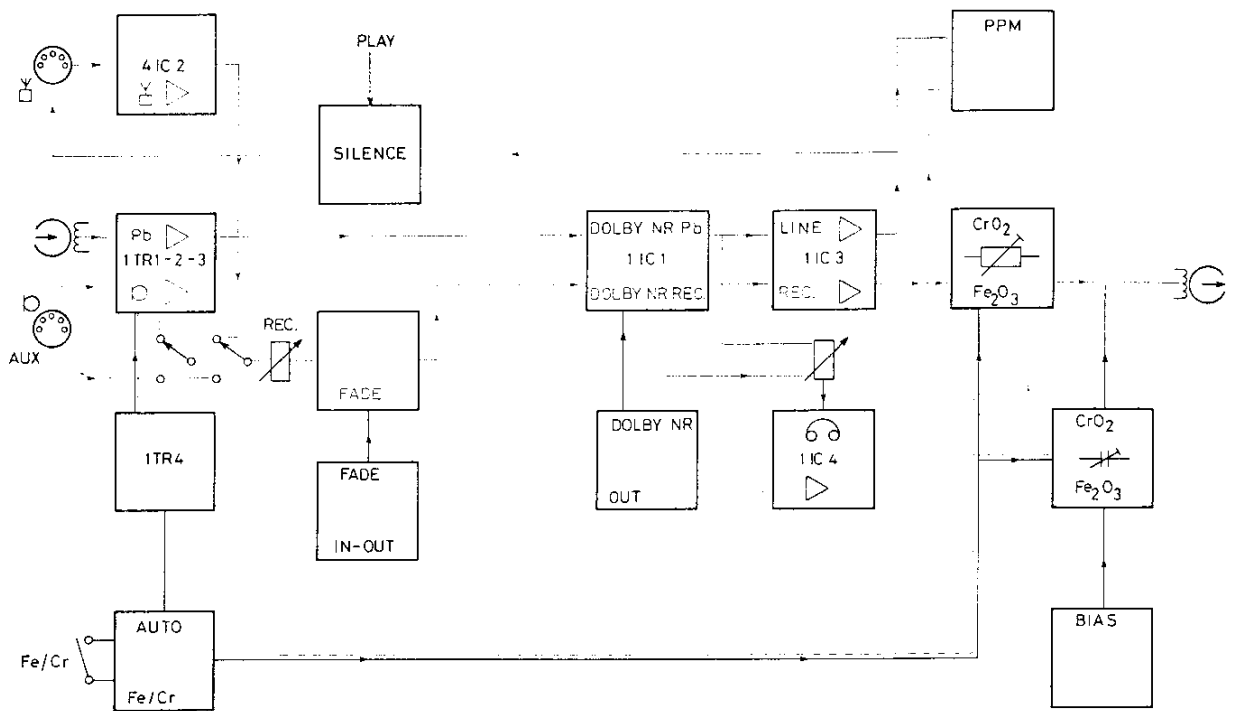 PPM
4 IC 2
PLAY
SILENCE
Pb
1TR1-2-3
DOLBY NR Pb
1 IC 1
DOLBY NR REC.
LINE
1 IC 3
REC.
CrO2
Fe2O3
AUX
REC.
FADE
1TR4
FADE
IN-OUT
DOLBY NR
OUT
1 IC 4
CrO2
Fe2O3
Fe/Cr
AUTO
Fe/Cr
BIAS